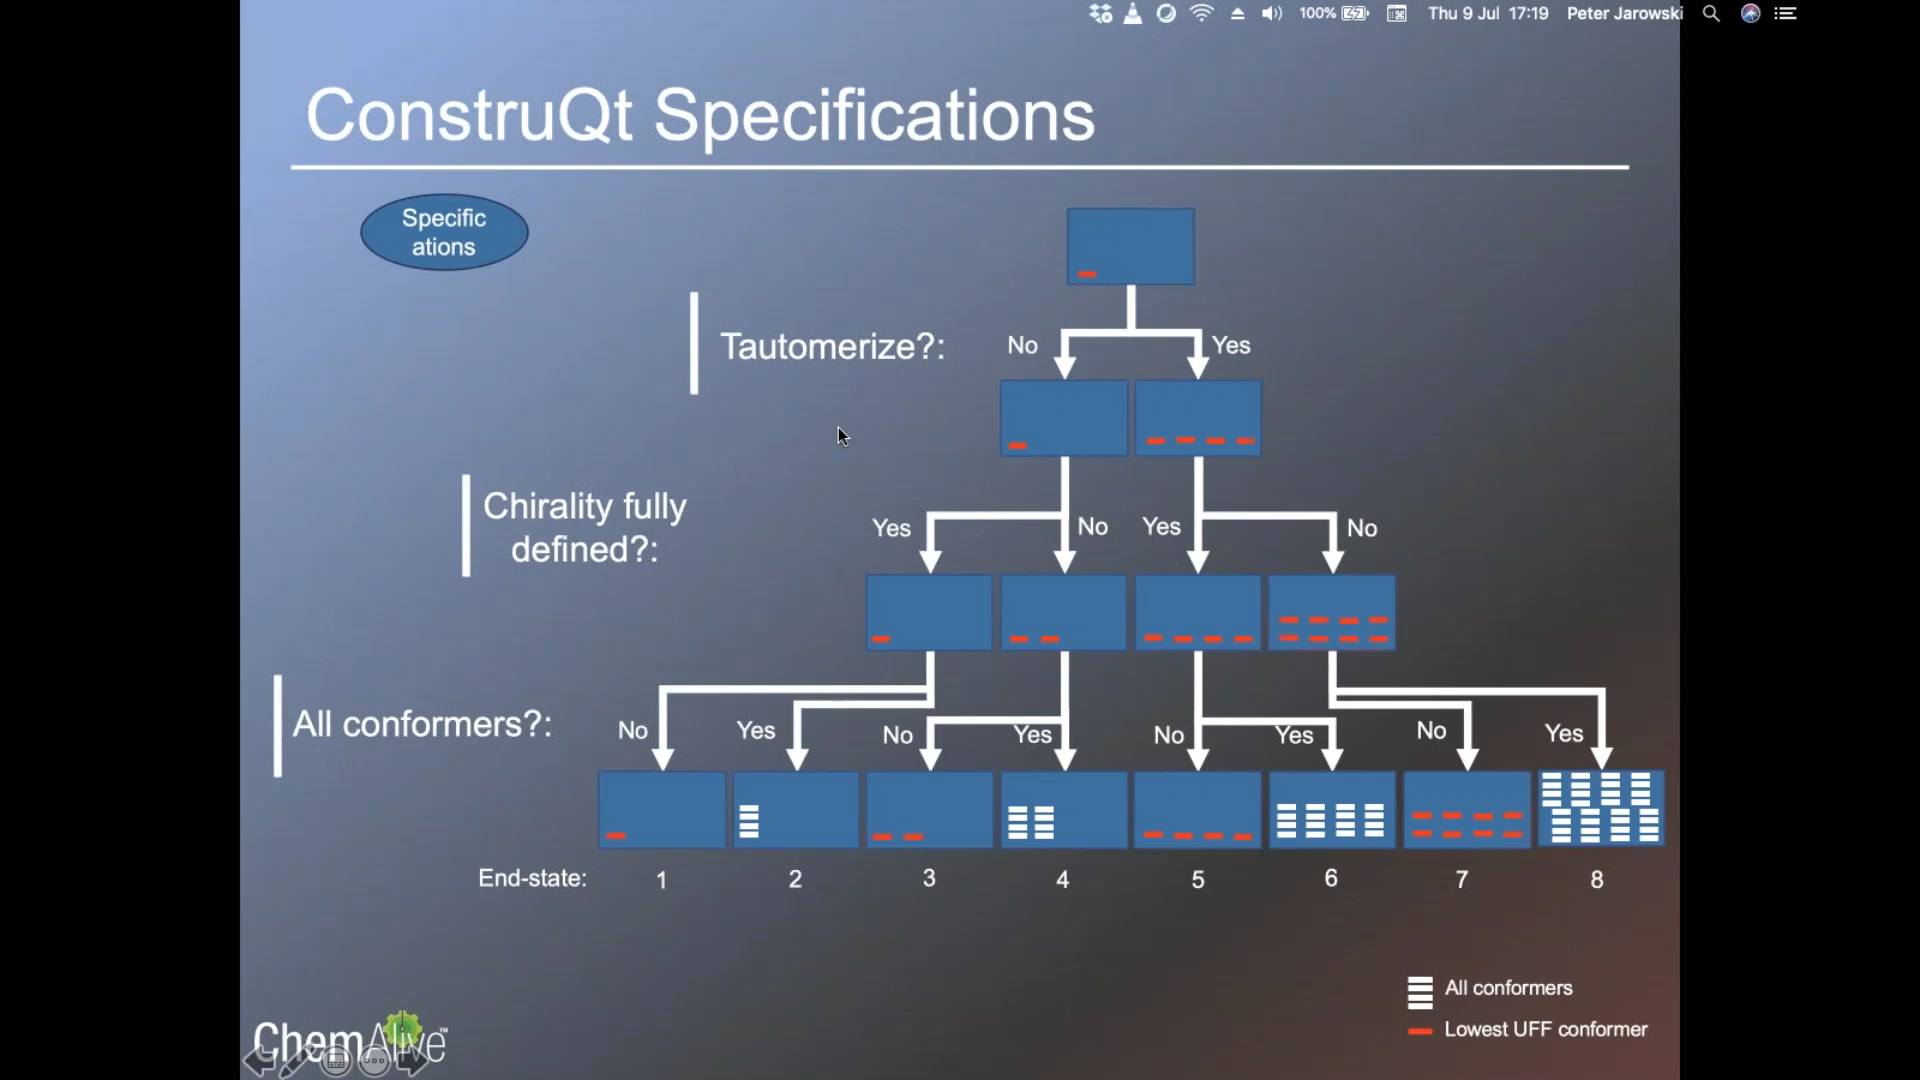 100%
Thu 9 Jul 17:19
Peter Jarowski
ConstruQt Specifications
Specific
ations
Tautomerize?:
No
Yes
Chirality fully
defined?:
Yes
No
Yes
No
All conformers?:
No
Yes
No
Yes
No
Yes
No
Yes
End-state:
1
2
3
4
5
6
7
8
All conformers
Lowest UFF conformer
ChemAlive™